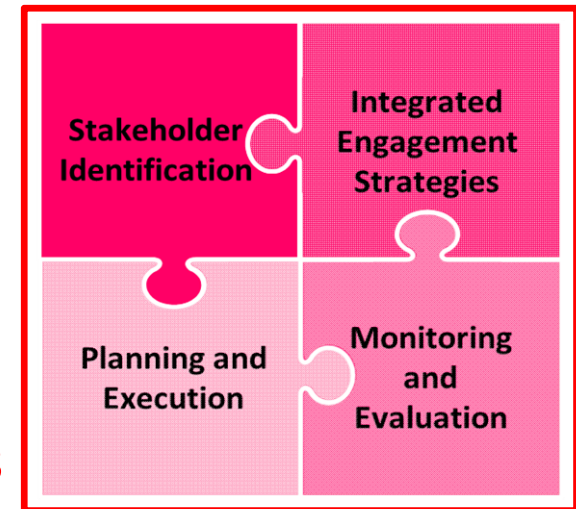 Stakeholder
Identification
Integrated
Engagement
Strategies
Planning and
Execution
Monitoring
and
Evaluation